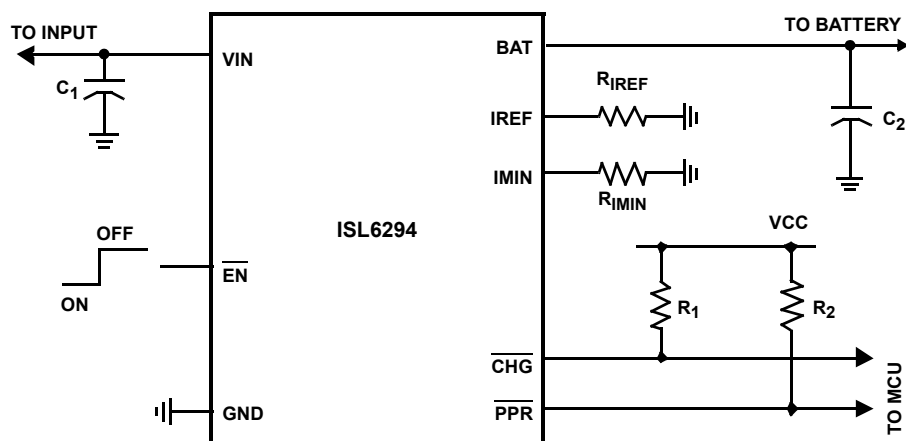 TO INPUT
TO BATTERY
VIN
BAT
C1
RIREF
IREF
C2
IMIN
RIMIN
ISL6294
VCC
OFF
EN
ON
R1
R2
CHG
GND
PPR
TO MCU